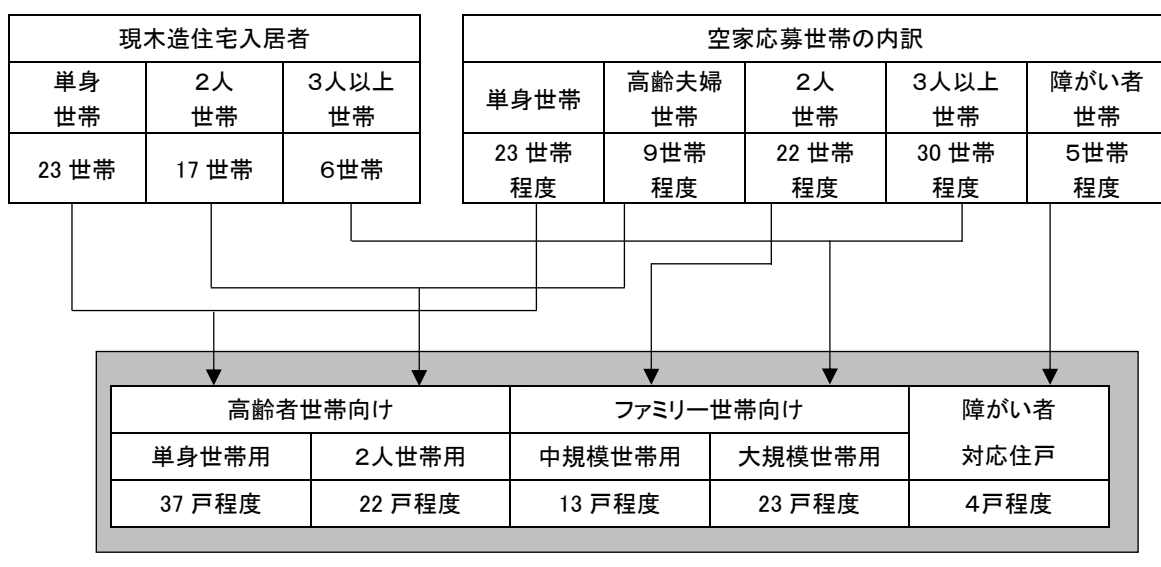 現木造住宅入居者
単身
世帯
２人
世帯
３人以上
世帯
23 世帯
17 世帯
６世帯
空家応募世帯の内訳
単身世帯
高齢夫婦
世帯
２人
世帯
３人以上
世帯
障がい者
世帯
23 世帯
程度
９世帯
程度
22 世帯
程度
30 世帯
程度
５世帯
程度
高齢者世帯向け
ファミリー世帯向け
障がい者
対応住戸
単身世帯用
２人世帯用
中規模世帯用
大規模世帯用
37 戸程度
22 戸程度
13 戸程度
23 戸程度
４戸程度